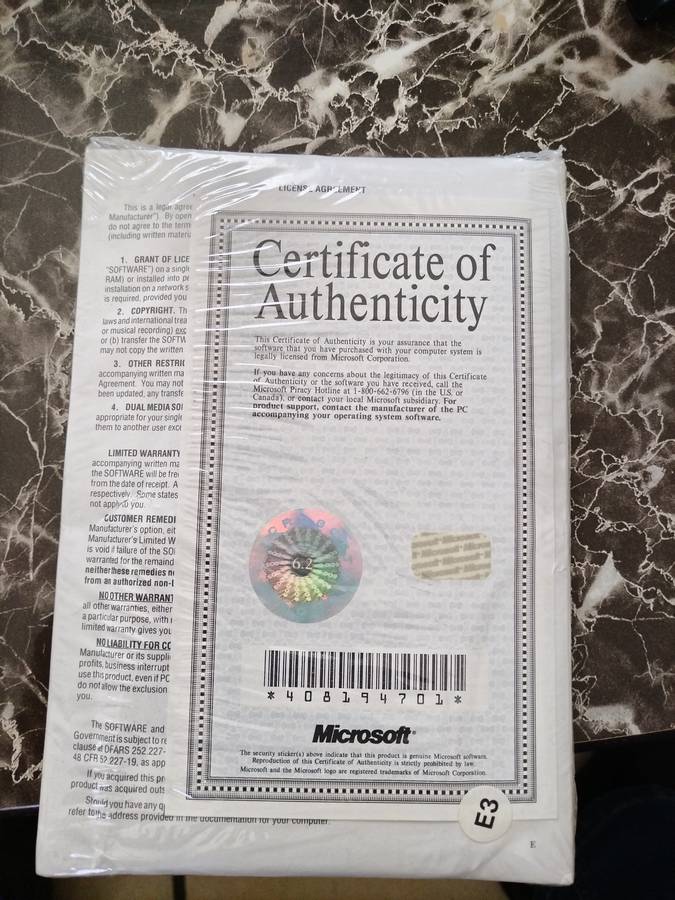 LICENSE AGREEMENT
This is a legal agree
Manufacturer"). By open
do not agree to the term
(including written materi
1. GRANT OF LICE
"SOFTWARE") on a singl
RAM) or installed into pe
installation on a network s
is required, provided you
2. COPYRIGHT. Th
laws and international trea
or musical recording) exc
or (b) transfer the SOFTW
may not copy the written
3. OTHER RESTRIC
accompanying written ma
Agreement. You may not
been updated, any transfe
4. DUAL MEDIA SO
appropriate for your single
them to another user exce
LIMITED WARRANTY
accompanying written ma
the SOFTWARE will be free
from the date of receipt. A
respectively. Some states
not apply to you.
CUSTOMER REMEDI
Manufacturer's option, eit
Manufacturer's Limited W
is void if failure of the SO
warranted for the remaind
neither these remedies n
from an authorized non-I
NO OTHER WARRANT
all other warranties, either
a particular purpose, with r
limited warranty gives you
NO LIABILITY FOR CO
Manufacturer or its suppli
profits, business interrupt
use this product, even if PC
do not allow the exclusion
you.
The SOFTWARE and
Government is subject to re
clause at DFARS 252.227-
48 CFR 52.227-19, as app
If you acquired this pr
product was acquired outs
Should you have any q
refer to the address provided in the documentation for your computer.
Certificate of
Authenticity
This Certificate of Authenticity is your assurance that the
software that you have purchased with your computer system is
legally licensed from Microsoft Corporation.
If you have any concerns about the legitimacy of this Certificate
of Authenticity or the software you have received, call the
Microsoft Piracy Hotline at 1-800-662-6796 (in the U.S. or
Canada), or contact your local Microsoft subsidiary. For
product support, contact the manufacturer of the PC
accompanying your operating system software.
6.2
*408194701*
Microsoft®
The security sticker(s) above indicate that this product is genuine Microsoft software.
Reproduction of this Certificate of Authenticity is strictly prohibited by law.
Microsoft and the Microsoft logo are registered trademarks of Microsoft Corporation.
E3
E